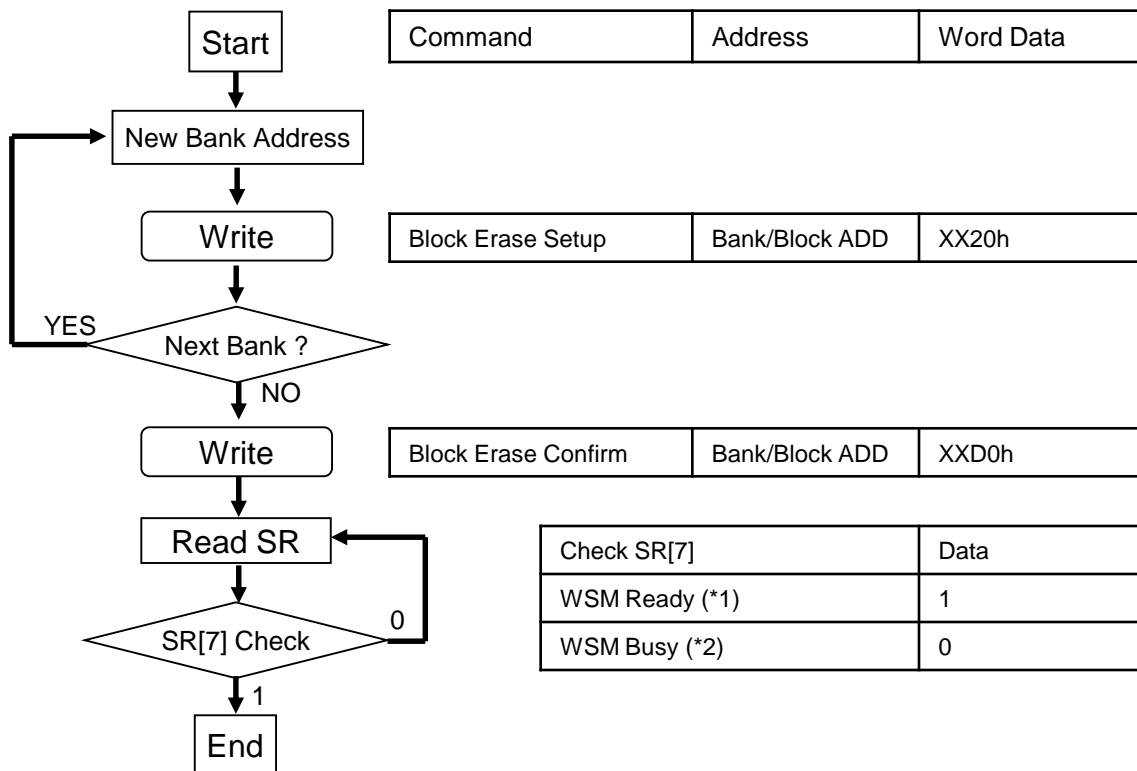 Start
Command Address Word Data
New Bank Address
Write
Block Erase Setup Bank/Block ADD XX20h
YES
Next Bank ?
NO
Write
Block Erase Confirm Bank/Block ADD XXD0h
Read SR
Check SR[7] Data
WSM Ready (*1) 1
WSM Busy (*2) 0
0
SR[7] Check
1
End